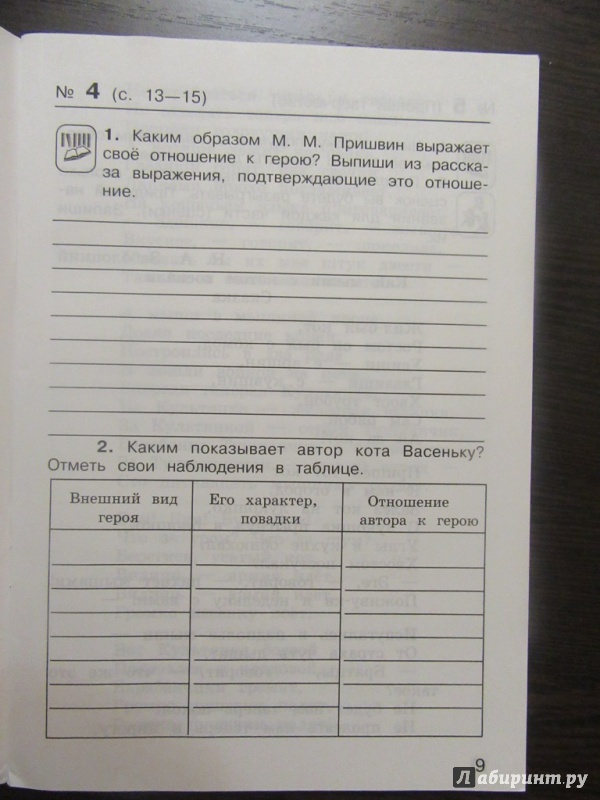 № 4 (с. 13—15)
1. Каким образом М. М. Пришвин выражает
своё отношение к герою? Выпиши из расска-
за выражения, подтверждающие это отноше-
ние.
2. Каким показывает автор кота Васеньку?
Отметь свои наблюдения в таблице.
Внешний вид
героя
Его характер,
повадки
Отношение
автора к герою
9
Лабиринт.ру